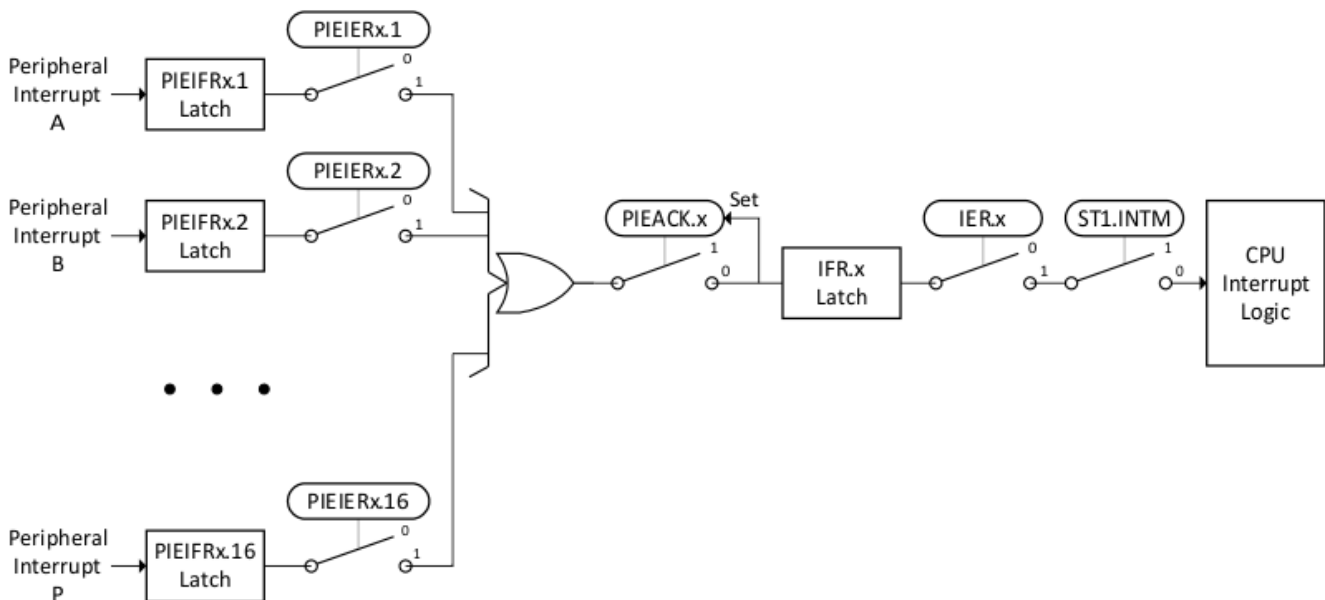 PIEIERx.1
Peripheral
Interrupt
A
PIEIFRx.1
Latch
0
1
PIEIERx.2
Peripheral
Interrupt
B
PIEIFRx.2
Latch
0
1
PIEACK.x
Set
1
0
IFR.x
Latch
IER.x
0
1
ST1.INTM
1
0
CPU
Interrupt
Logic
PIEIERx.16
Peripheral
Interrupt
P
PIEIFRx.16
Latch
0
1